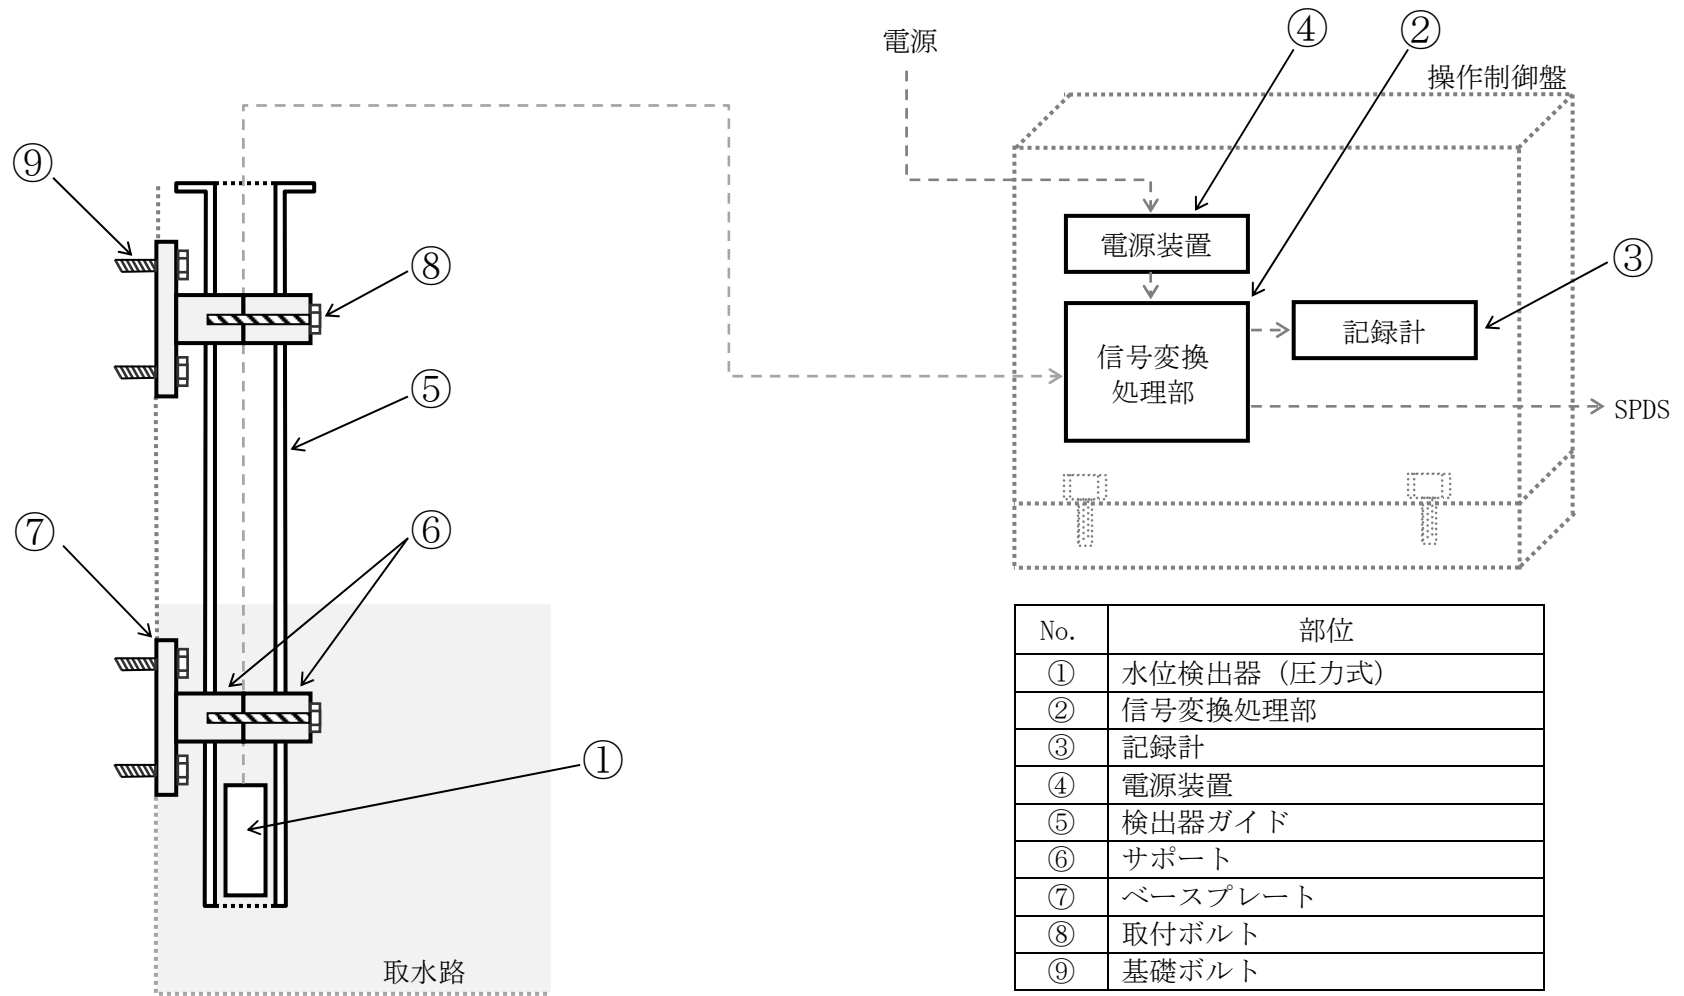 ④
②
電源
操作制御盤
⑨
電源装置
⑧
③
記録計
信号変換
処理部
⑤
SPDS
⑦
⑥
①
取水路
No. 部位
① 水位検出器（圧力式）
② 信号変換処理部
③ 記録計
④ 電源装置
⑤ 検出器ガイド
⑥ サポート
⑦ ベースプレート
⑧ 取付ボルト
⑨ 基礎ボルト